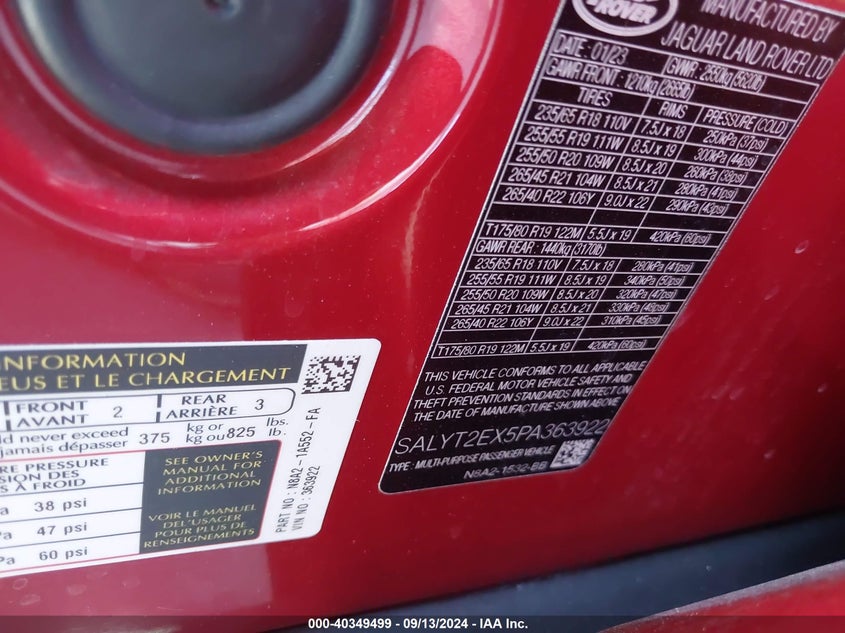 ROVER
MANUFACTURED BY
JAGUAR LAND ROVER LTD
DATE: 01/23 GVWR: 2550kg (5620lb)
GAWR FRONT: 1210kg (2665lb)
TIRES RIMS PRESSURE (COLD)
235/65 R18 110V 7.5J x 18 250kPa (37psi)
255/55 R19 111W 8.5J x 19 300kPa (44psi)
255/50 R20 109W 8.5J x 20 260kPa (38psi)
265/45 R21 104W 8.5J x 21 280kPa (41psi)
265/40 R22 106Y 9.0J x 22 290kPa (43psi)
T175/80 R19 122M 5.5J x 19 420kPa (60psi)
GAWR REAR: 1440kg (3170lb)
235/65 R18 110V 7.5J x 18 280kPa (41psi)
255/55 R19 111W 8.5J x 19 340kPa (50psi)
255/50 R20 109W 8.5J x 20 320kPa (47psi)
265/45 R21 104W 8.5J x 21 330kPa (48psi)
265/40 R22 106Y 9.0J x 22 310kPa (45psi)
T175/80 R19 122M 5.5J x 19 420kPa (60psi)
THIS VEHICLE CONFORMS TO ALL APPLICABLE
U.S. FEDERAL MOTOR VEHICLE SAFETY AND
THEFT PREVENTION STANDARDS IN EFFECT ON
THE DATE OF MANUFACTURE SHOWN ABOVE
SALYT2EX5PA363922
TYPE: MULTI-PURPOSE PASSENGER VEHICLE
N8A2-1532-BB
INFORMATION
EUS ET LE CHARGEMENT
FRONT AVANT 2 REAR ARRIÈRE 3
ld never exceed
jamais dépasser 375 kg or kg ou 825 lbs. lb.
RE PRESSURE
SION DES
S À FROID
a 38 psi
Pa 47 psi
Pa 60 psi
SEE OWNER'S
MANUAL FOR
ADDITIONAL
INFORMATION
VOIR LE MANUEL
DEL'USAGER
POUR PLUS DE
RENSEIGNEMENTS
PART NO : N8A2-1A552-FA
VIN NO : 363922
000-40349499 - 09/13/2024 - IAA Inc.